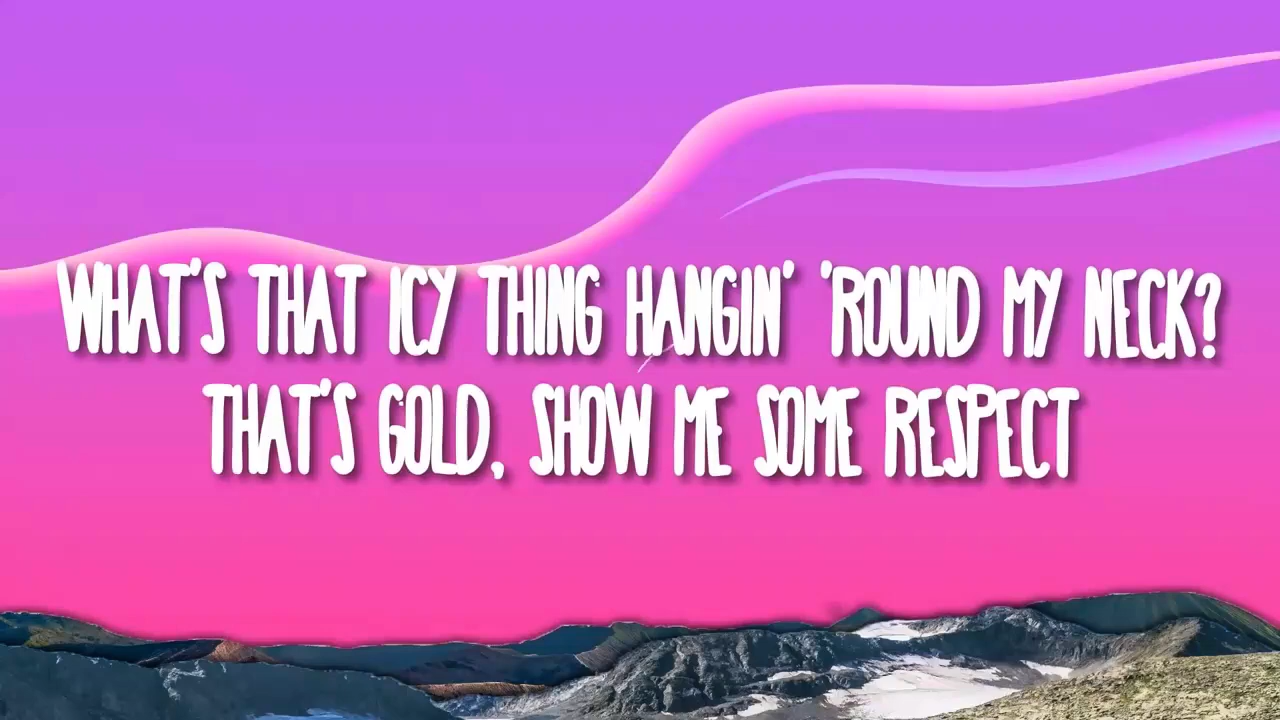 WHAT'S THAT ICY THING HANGIN' 'ROUND MY NECK?
THAT'S GOLD, SHOW ME SOME RESPECT